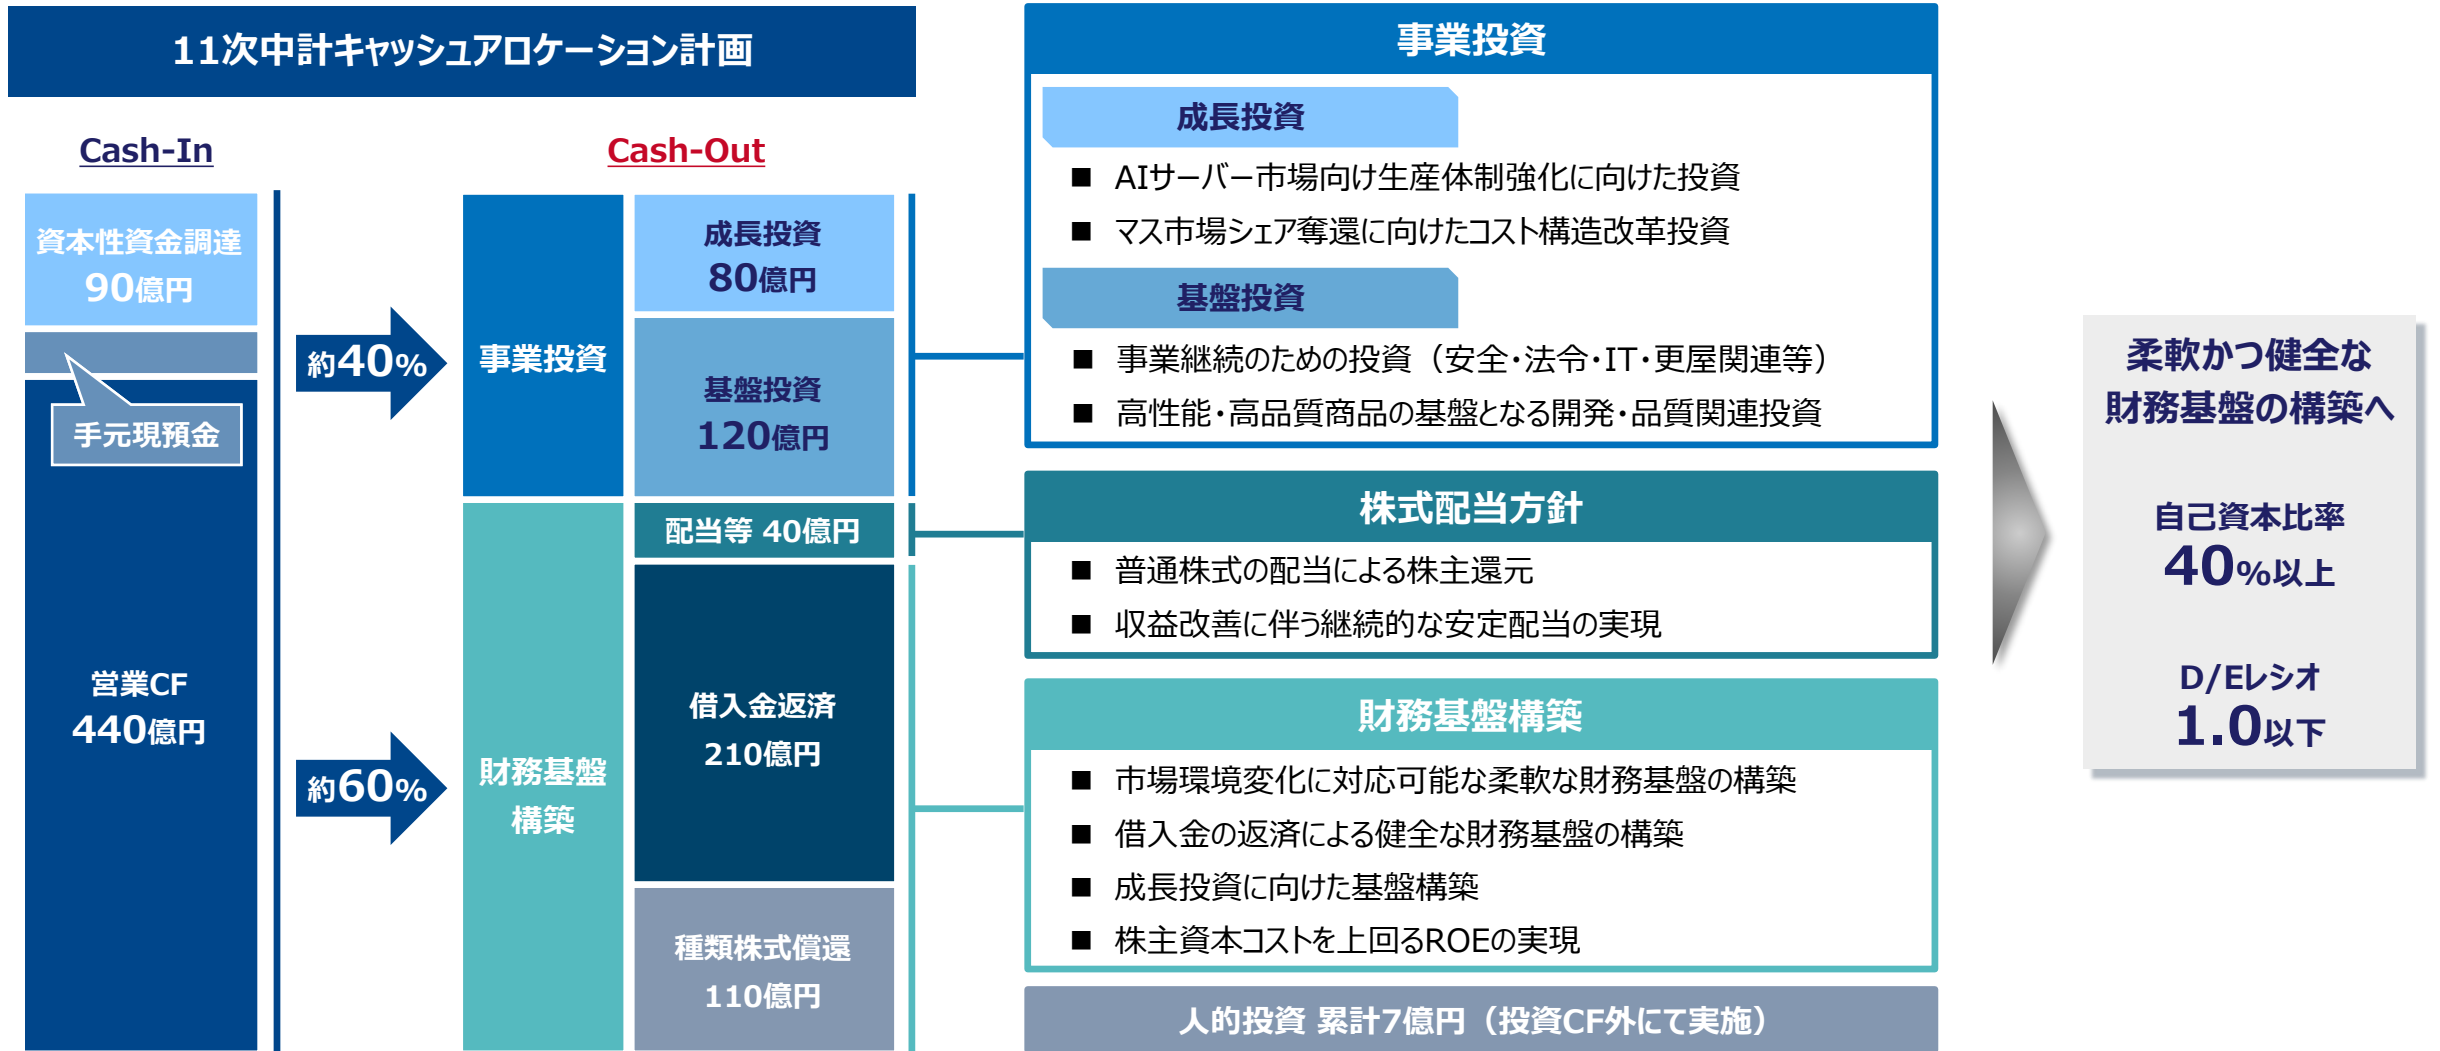 11次中計キャッシュアロケーション計画
Cash-In
資本性資金調達
90億円
手元現預金
営業CF
440億円
約40%
約60%
Cash-Out
事業投資
成長投資
80億円
基盤投資
120億円
財務基盤
構築
配当等 40億円
借入金返済
210億円
種類株式償還
110億円
事業投資
成長投資
■ AIサーバー市場向け生産体制強化に向けた投資
■ マス市場シェア奪還に向けたコスト構造改革投資
基盤投資
■ 事業継続のための投資（安全・法令・IT・更屋関連等）
■ 高性能・高品質商品の基盤となる開発・品質関連投資
株式配当方針
■ 普通株式の配当による株主還元
■ 収益改善に伴う継続的な安定配当の実現
財務基盤構築
■ 市場環境変化に対応可能な柔軟な財務基盤の構築
■ 借入金の返済による健全な財務基盤の構築
■ 成長投資に向けた基盤構築
■ 株主資本コストを上回るROEの実現
人的投資 累計7億円（投資CF外にて実施）
柔軟かつ健全な
財務基盤の構築へ
自己資本比率
40%以上
D/Eレシオ
1.0以下